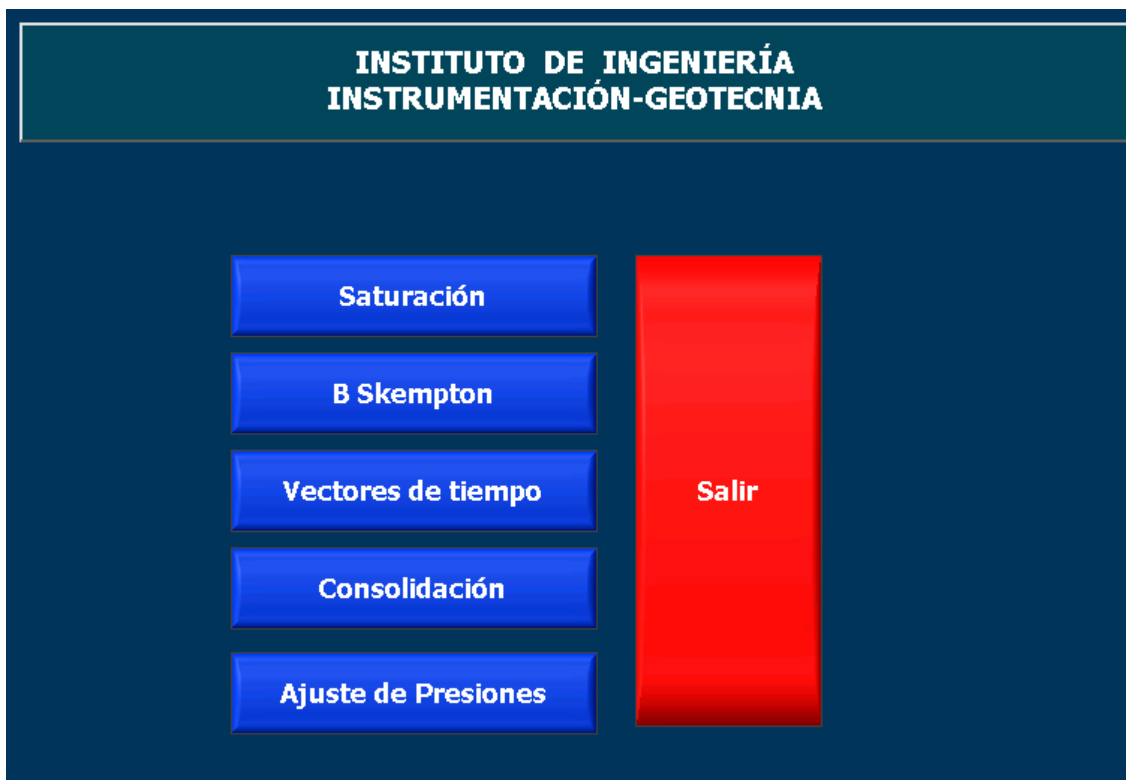 INSTITUTO DE INGENIERÍA
INSTRUMENTACIÓN-GEOTECNIA
Saturación
B Skempton
Vectores de tiempo
Salir
Consolidación
Ajuste de Presiones